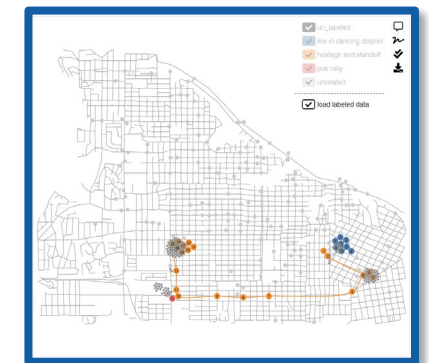 un_labeled
fire in dancing dolphin
hostage and standoff
pok rally
unrelated
load labeled data